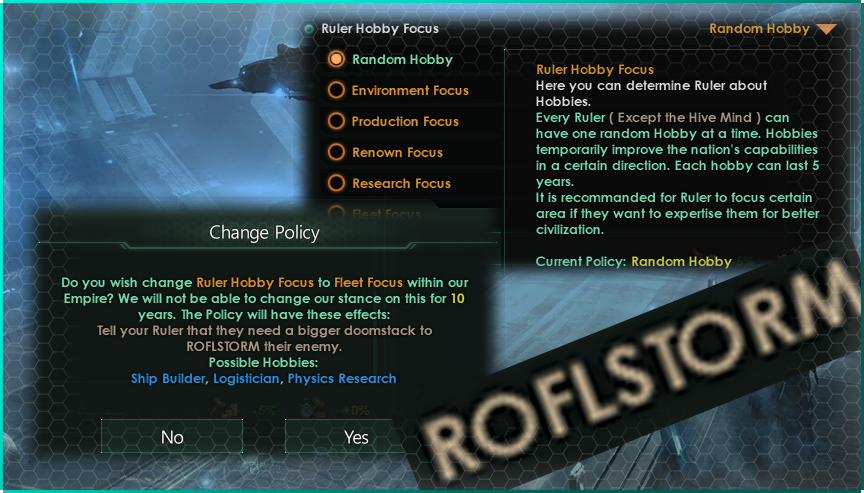 Ruler Hobby Focus
Random Hobby
Random Hobby
Environment Focus
Production Focus
Renown Focus
Research Focus
Fleet Focus
Ruler Hobby Focus
Here you can determine Ruler about
Hobbies.
Every Ruler ( Except the Hive Mind ) can
have one random Hobby at a time. Hobbies
temporarily improve the nation's capabilities
in a certain direction. Each hobby can last 5
years.
It is recommanded for Ruler to focus certain
area if they want to expertise them for better
civilization.
Current Policy: Random Hobby
Change Policy
Do you wish change Ruler Hobby Focus to Fleet Focus within our
Empire? We will not be able to change our stance on this for 10
years. The Policy will have these effects:
Tell your Ruler that they need a bigger doomstack to
ROFLSTORM their enemy.
Possible Hobbies:
Ship Builder, Logistician, Physics Research
-5% +0%
No
Yes
ROFLSTORM